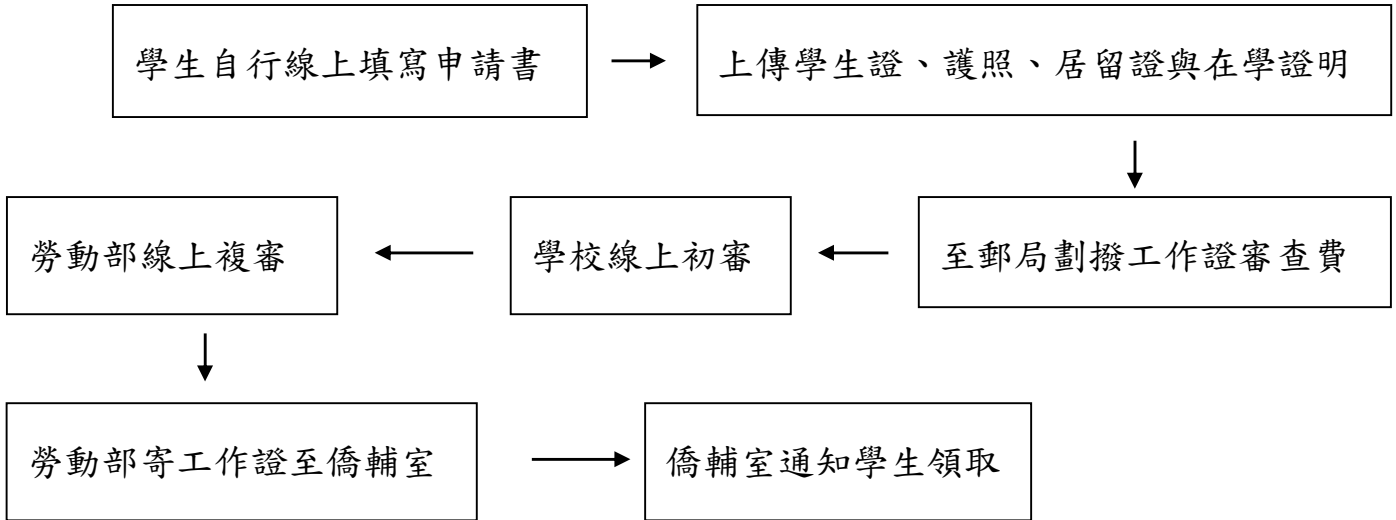 學生自行線上填寫申請書
上傳學生證、護照、居留證與在學證明
至郵局劃撥工作證審查費
學校線上初審
勞動部線上複審
勞動部寄工作證至僑輔室
僑輔室通知學生領取